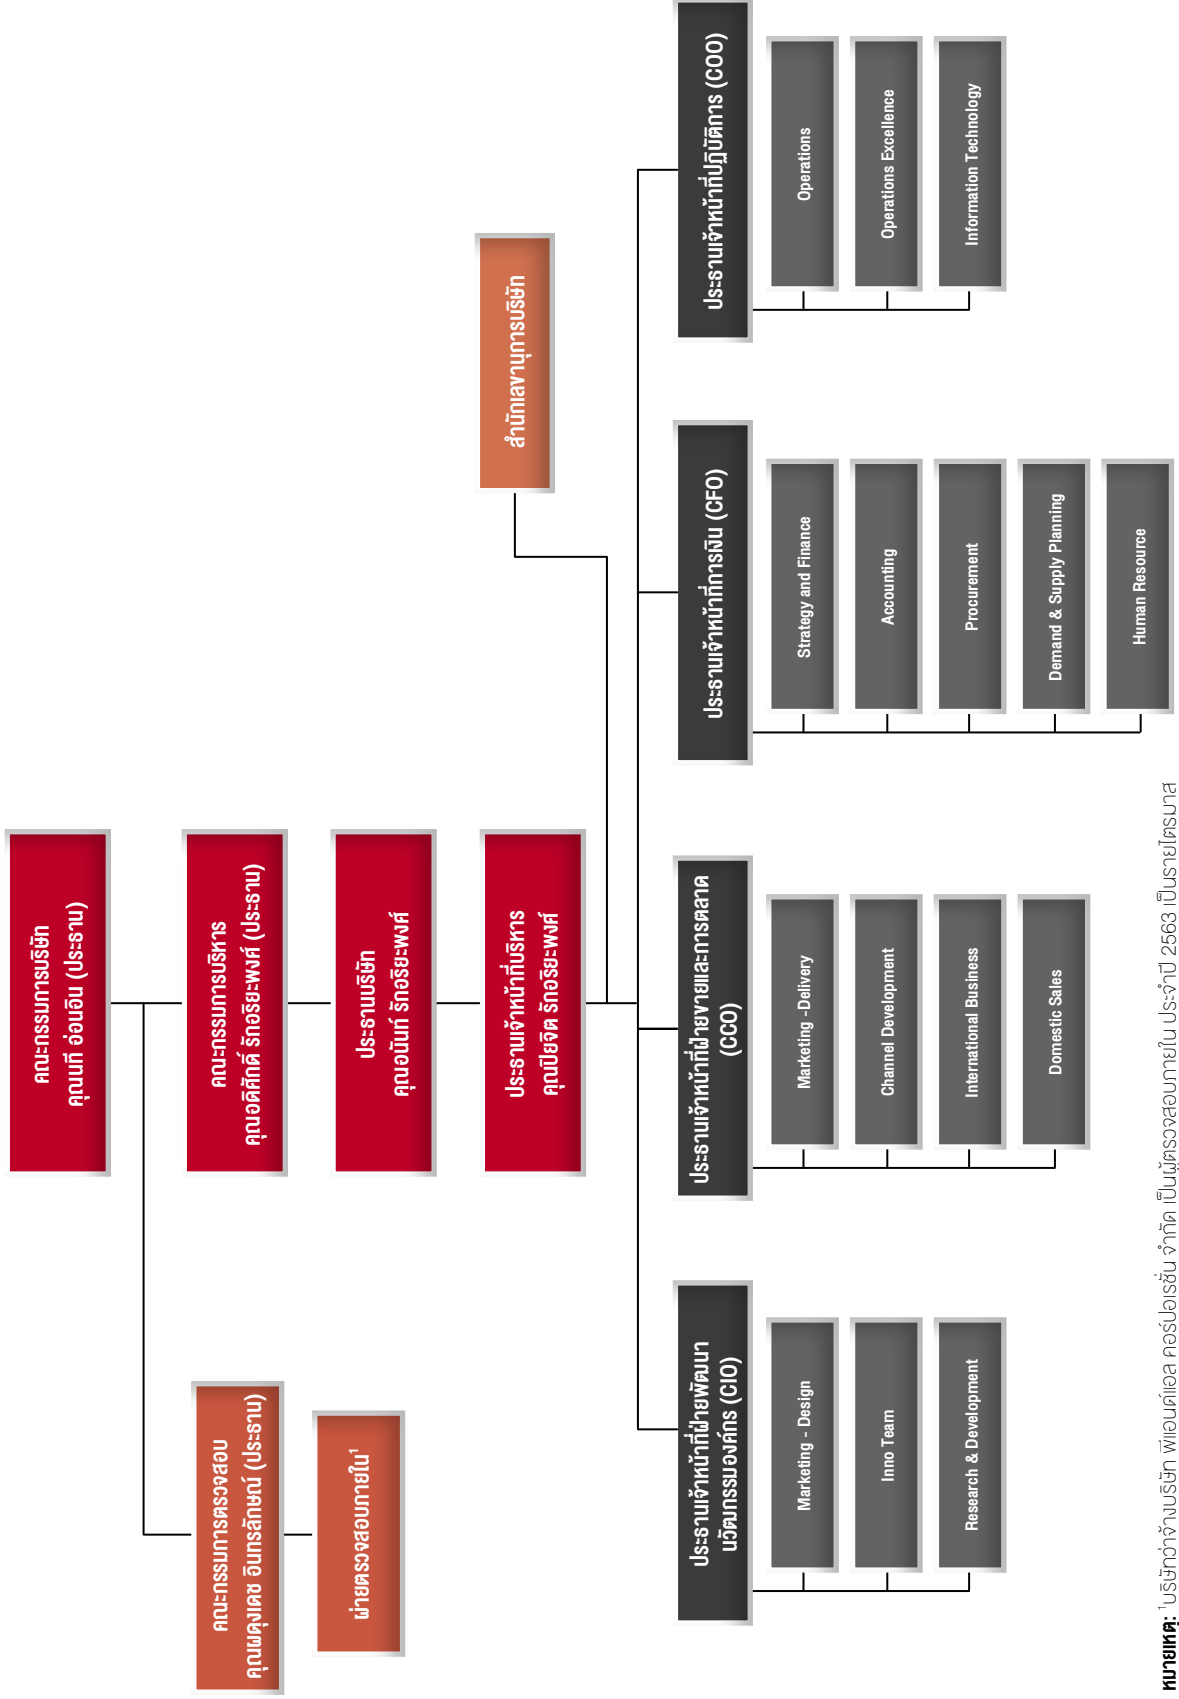 คณะกรรมการบริษัท
คุณนที อ่อนอิน (ประธาน)
คณะกรรมการตรวจสอบ
คุณผดุงเดช อินทรลักษณ์ (ประธาน)
ฝ่ายตรวจสอบภายใน¹
คณะกรรมการบริหาร
คุณอดิศักดิ์ รักอริยะพงศ์ (ประธาน)
ประธานบริษัท
คุณอนันท์ รักอริยะพงศ์
ประธานเจ้าหน้าที่บริหาร
คุณปิยจิต รักอริยะพงศ์
สำนักเลขานุการบริษัท
ประธานเจ้าหน้าที่ฝ่ายพัฒนา
นวัฒกรรมองค์กร (CIO)
Marketing - Design
Inno Team
Research & Development
ประธานเจ้าหน้าที่ฝ่ายขายและการตลาด
(CCO)
Marketing -Delivery
Channel Development
International Business
Domestic Sales
ประธานเจ้าหน้าที่การเงิน (CFO)
Strategy and Finance
Accounting
Procurement
Demand & Supply Planning
Human Resource
ประธานเจ้าหน้าที่ปฏิบัติการ (COO)
Operations
Operations Excellence
Information Technology
หมายเหตุ: ¹บริษัทว่าจ้างบริษัท พีแอนด์แอล คอร์ปอเรชั่น จำกัด เป็นผู้ตรวจสอบภายใน ประจำปี 2563 เป็นรายไตรมาส